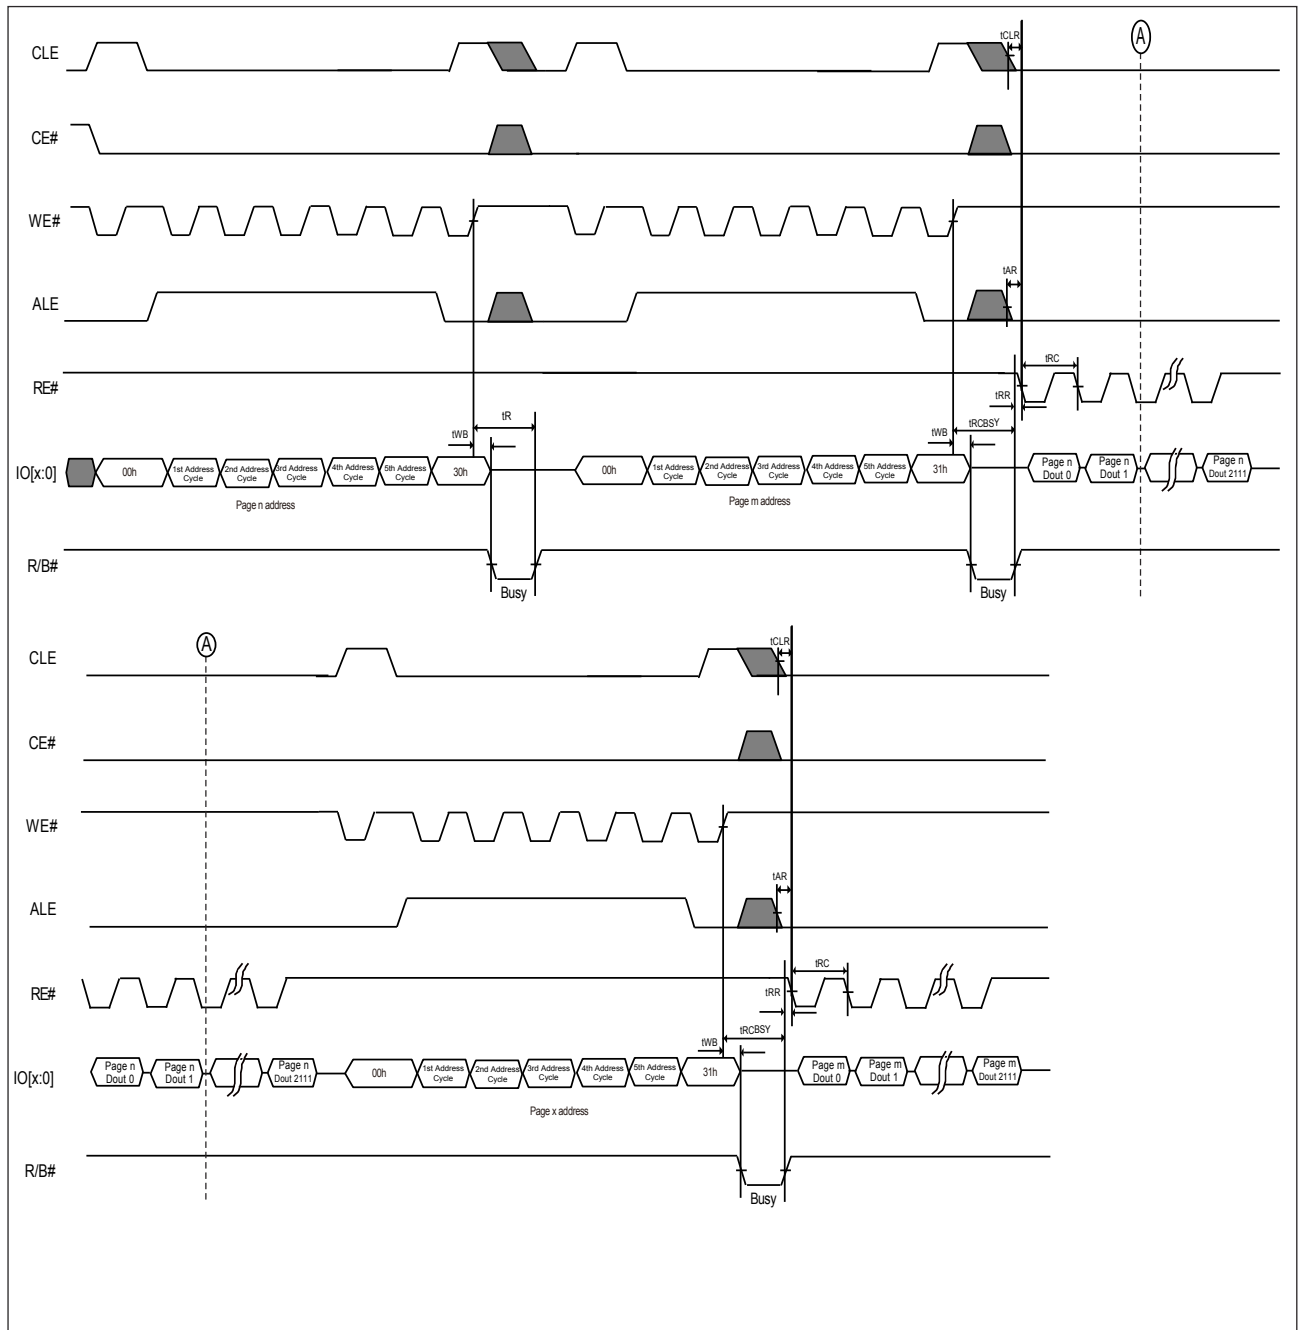 CLE
tCLR
A
CE#
WE#
ALE
tAR
RE#
tRC
tRR
tR
tRCBSY
tWB
tWB
IO[x:0]
00h
1st Address Cycle
2nd Address Cycle
3rd Address Cycle
4th Address Cycle
5th Address Cycle
30h
00h
1st Address Cycle
2nd Address Cycle
3rd Address Cycle
4th Address Cycle
5th Address Cycle
31h
Page n Dout 0
Page n Dout 1
Page n Dout 2111
Page n address
Page m address
R/B#
Busy
Busy
A
CLE
tCLR
CE#
WE#
ALE
tAR
RE#
tRC
tRR
tRCBSY
tWB
IO[x:0]
Page n Dout 0
Page n Dout 1
Page n Dout 2111
00h
1st Address Cycle
2nd Address Cycle
3rd Address Cycle
4th Address Cycle
5th Address Cycle
31h
Page m Dout 0
Page m Dout 1
Page m Dout 2111
Page x address
R/B#
Busy